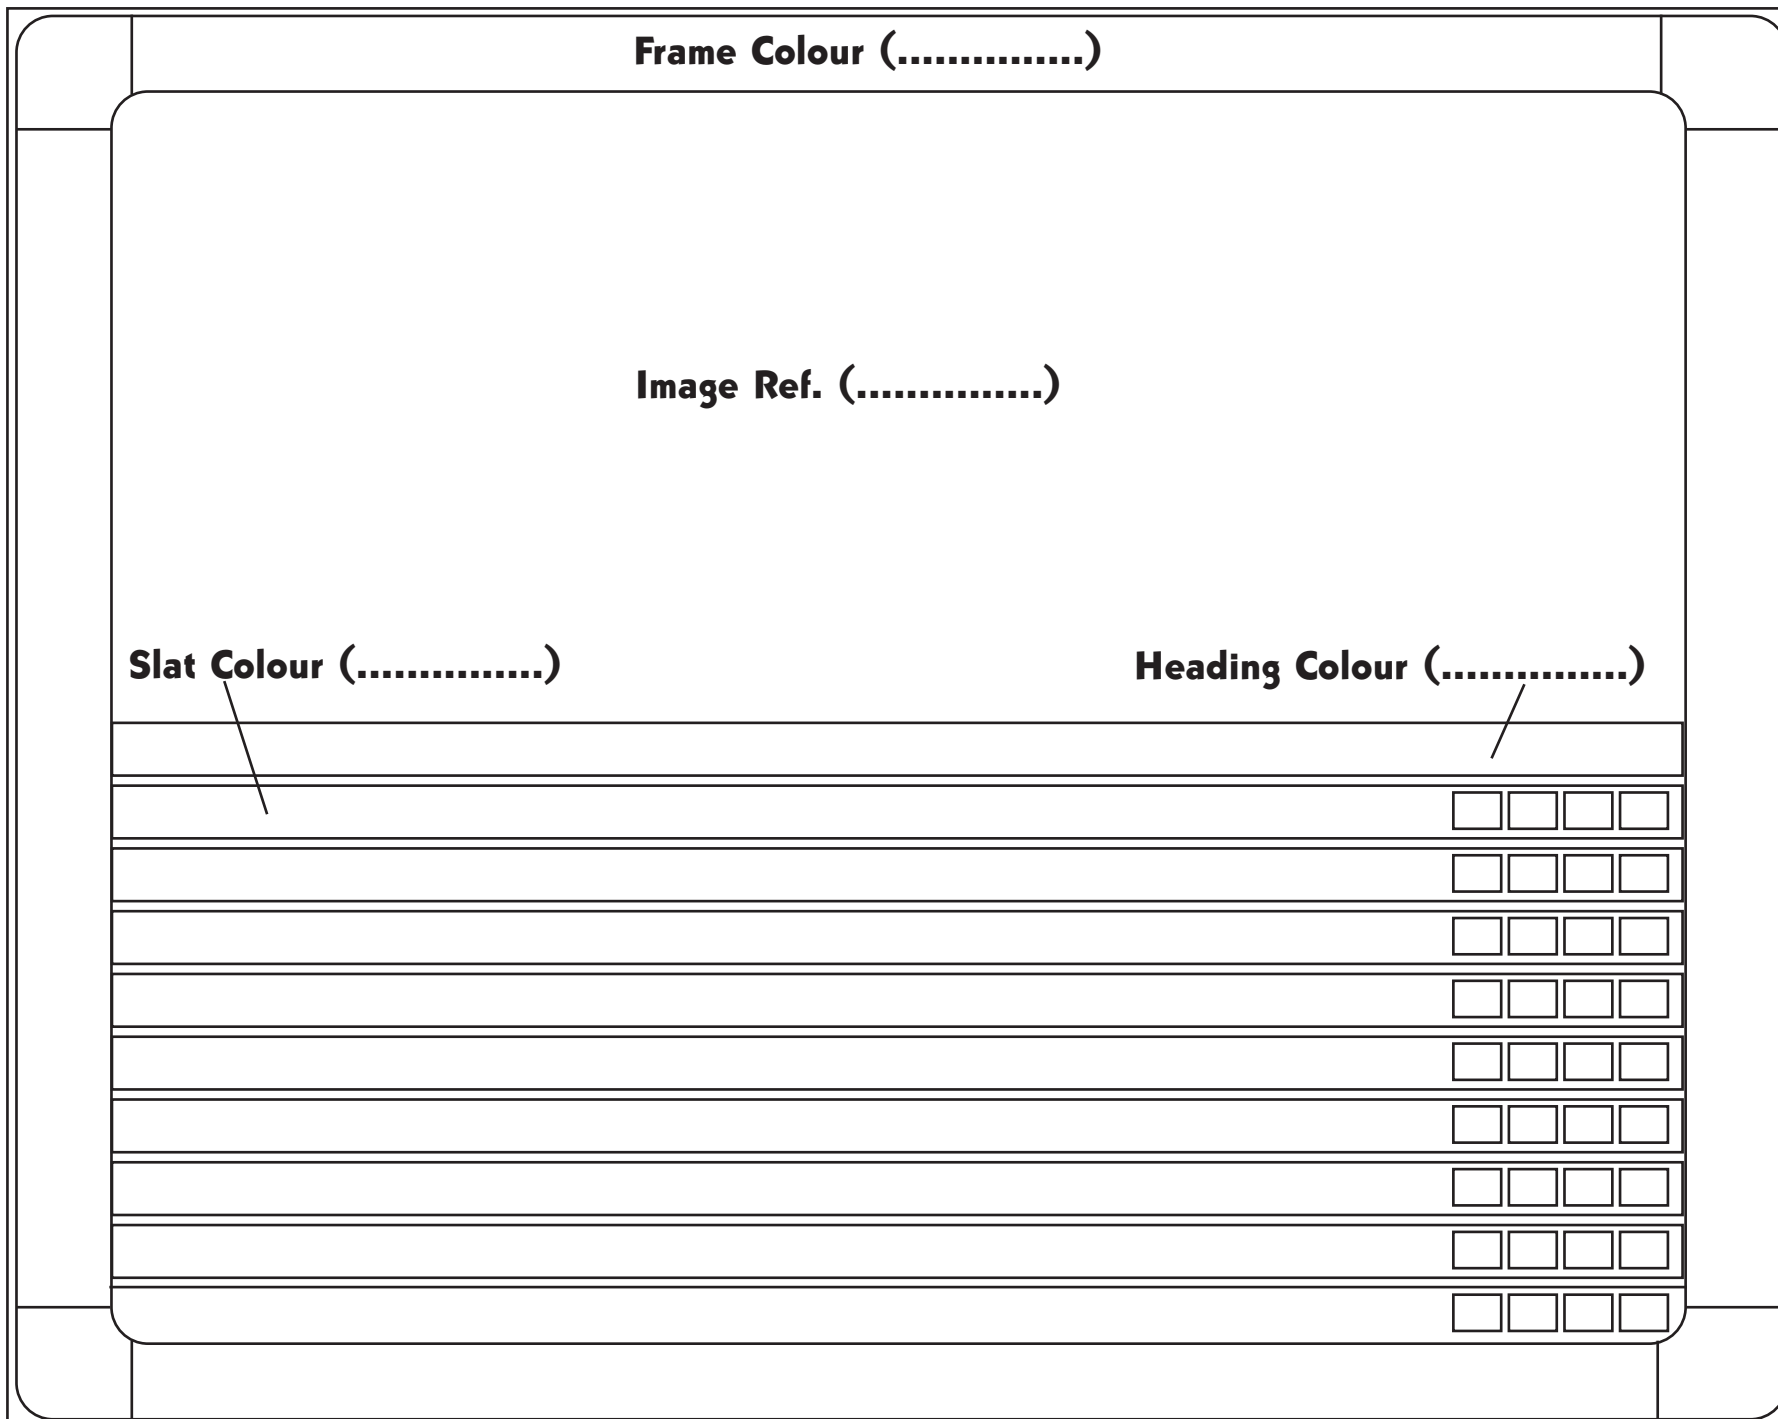 Frame Colour (...............)
Image Ref. (...............)
Slat Colour (...............)
Heading Colour (...............)